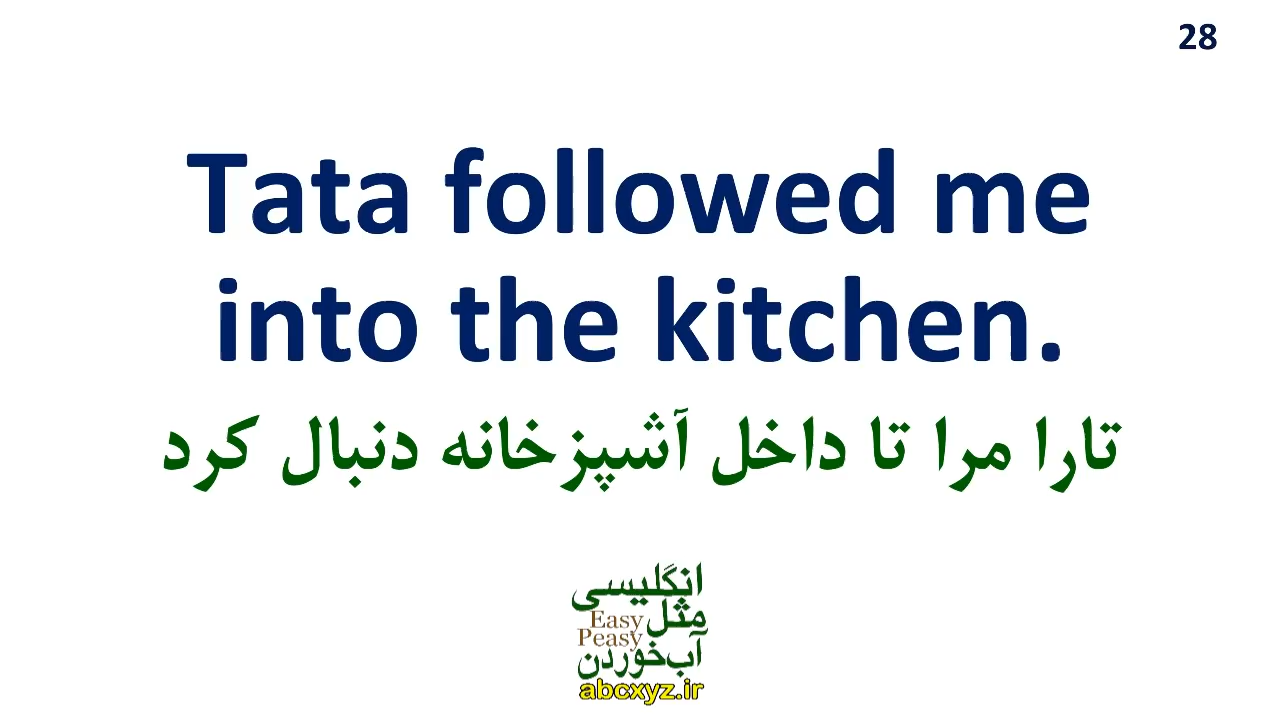 28
Tata followed me
into the kitchen.
تارا مرا تا داخل آشپزخانه دنبال کرد
انگلیسی
مثل
Easy
Peasy
آب‌خوردن
abcxyz.ir